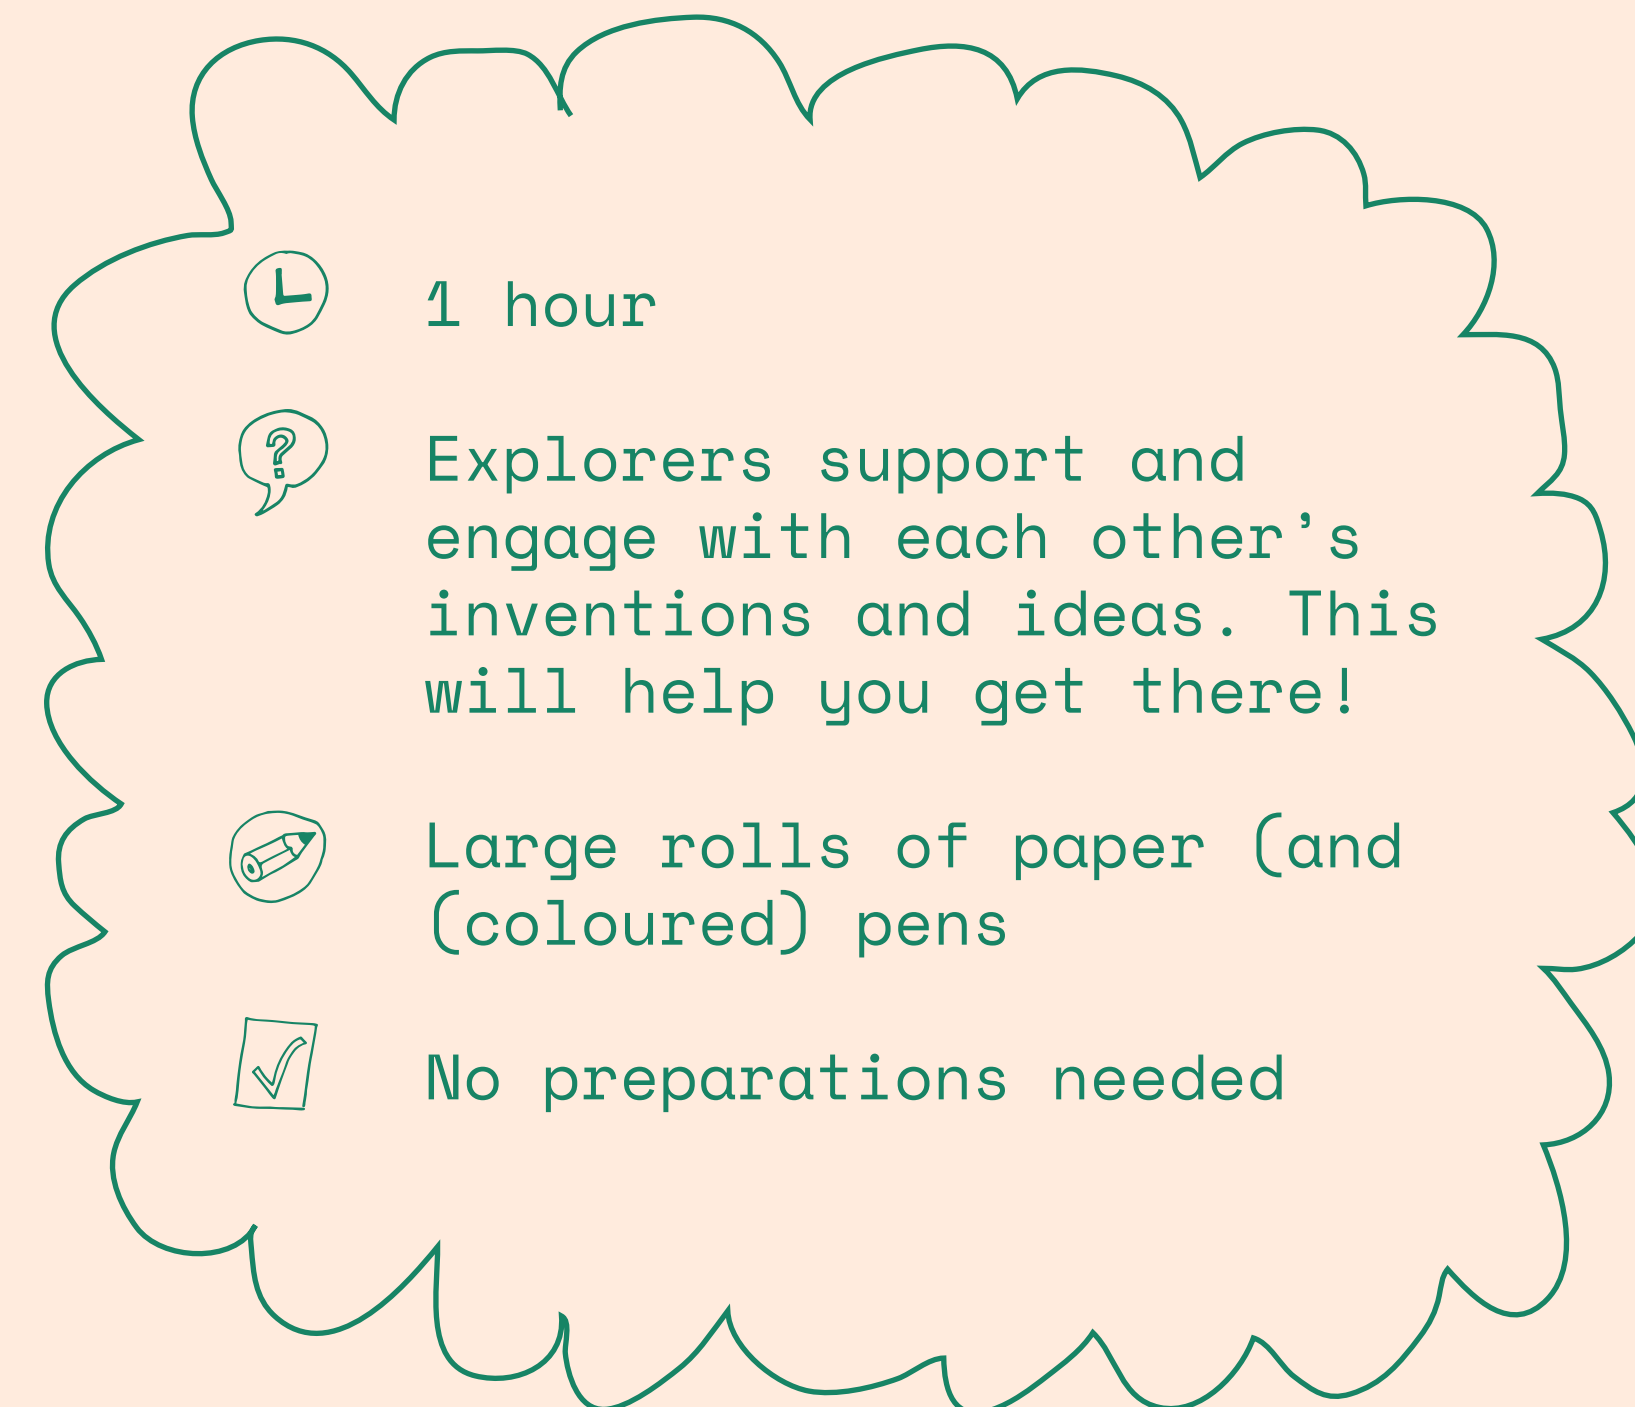 1 hour
Explorers support and
engage with each other’s
inventions and ideas. This
will help you get there!
Large rolls of paper (and
(coloured) pens
No preparations needed